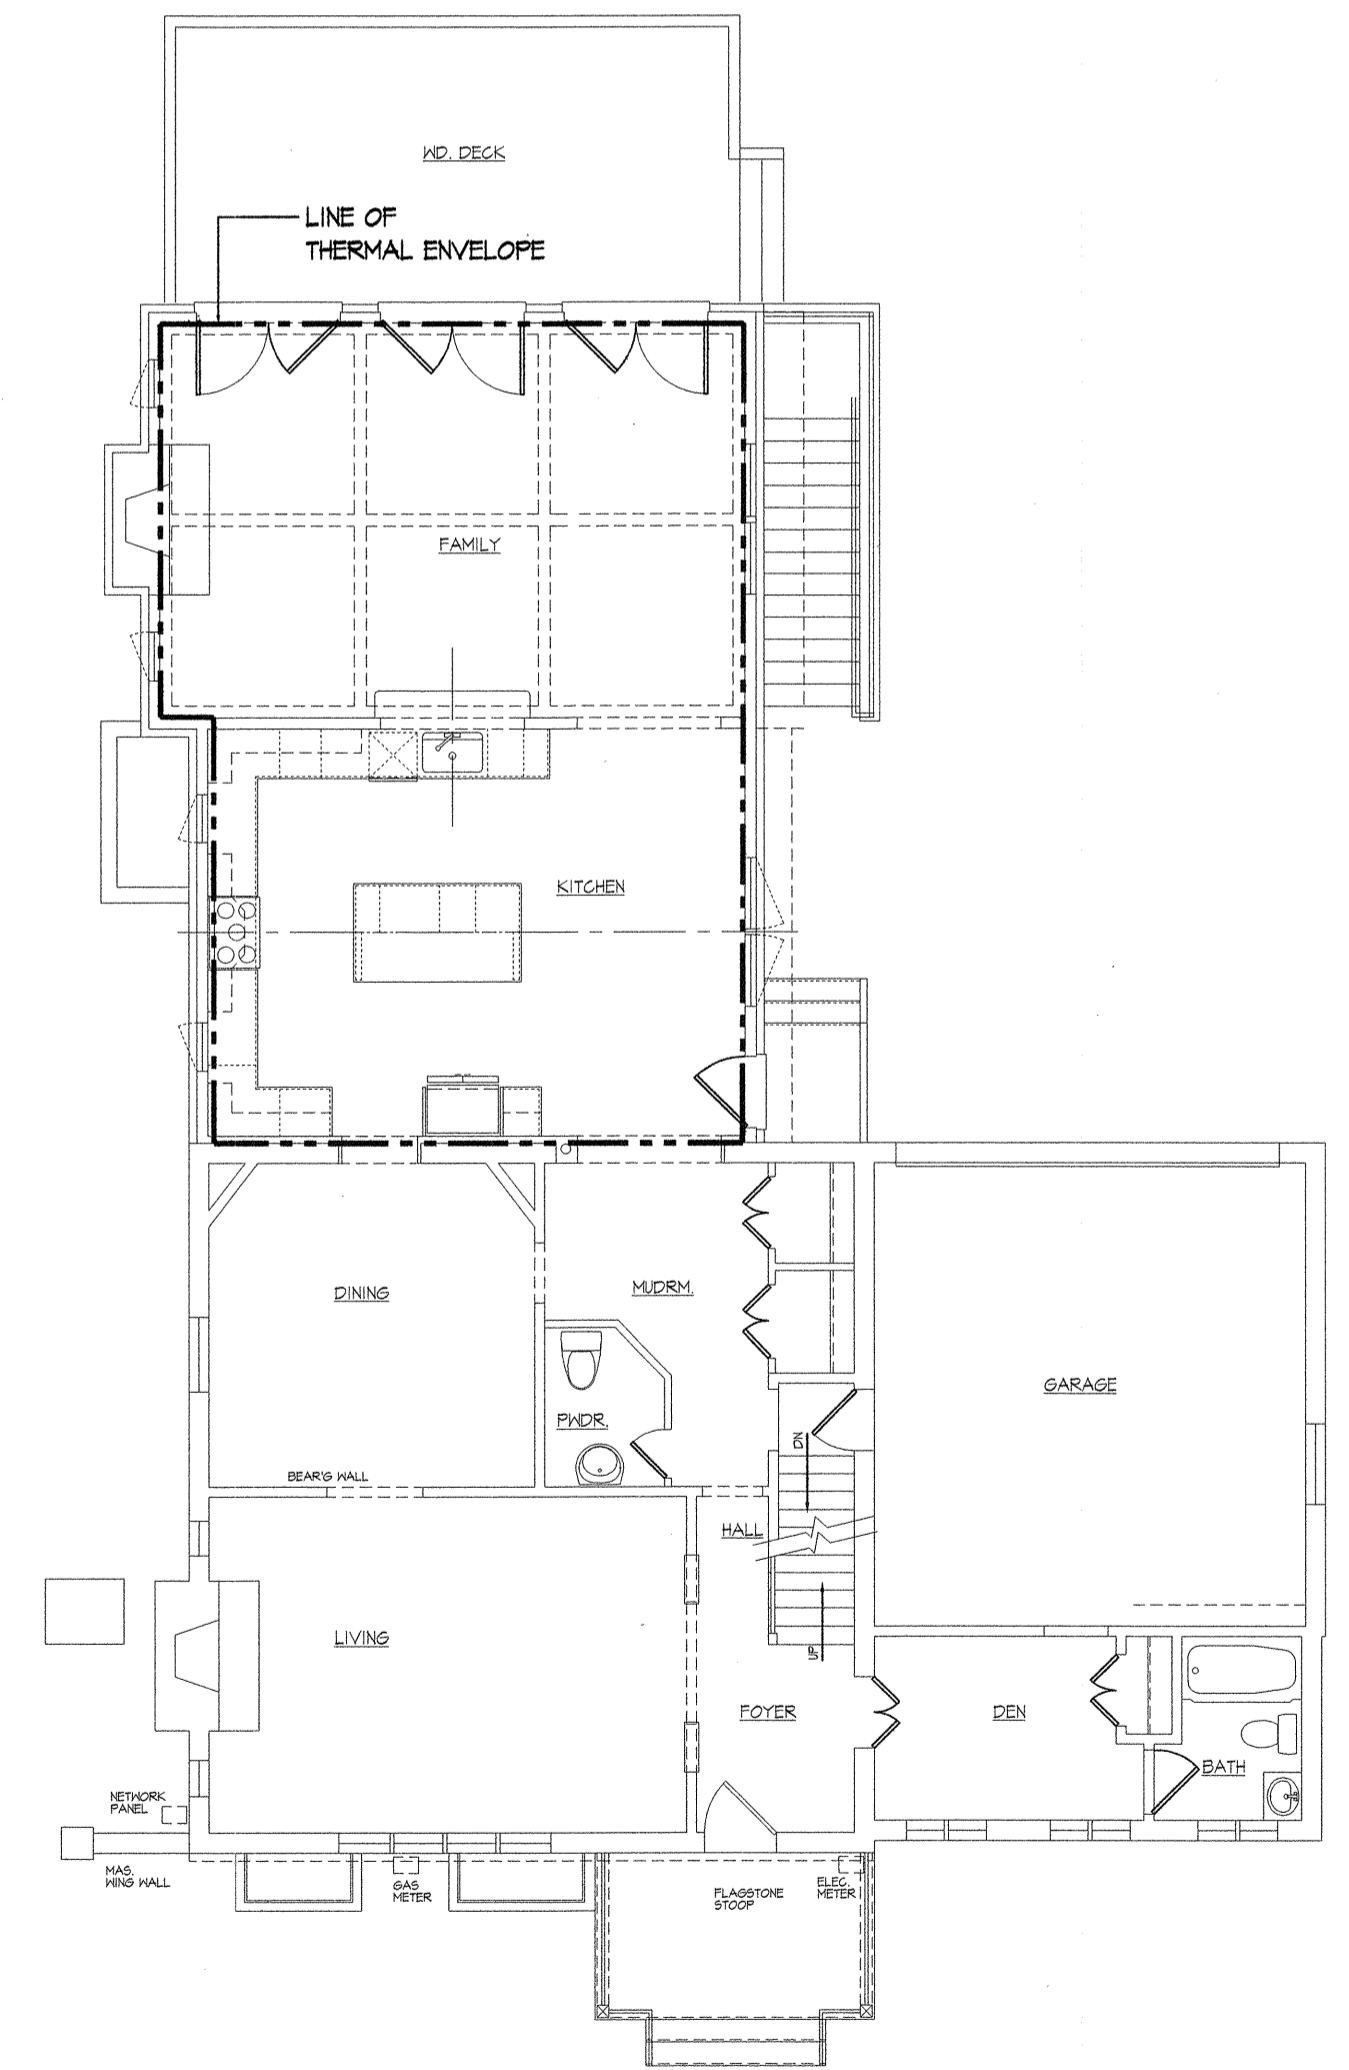 WD. DECK
LINE OF
THERMAL ENVELOPE
FAMILY
KITCHEN
DINING
MUDRM.
GARAGE
PWDR.
DN
BEAR'S WALL
HALL
LIVING
UP
FOYER
DEN
BATH
NETWORK
PANEL
MAS.
WING WALL
GAS
METER
FLAGSTONE
STOOP
ELEC.
METER